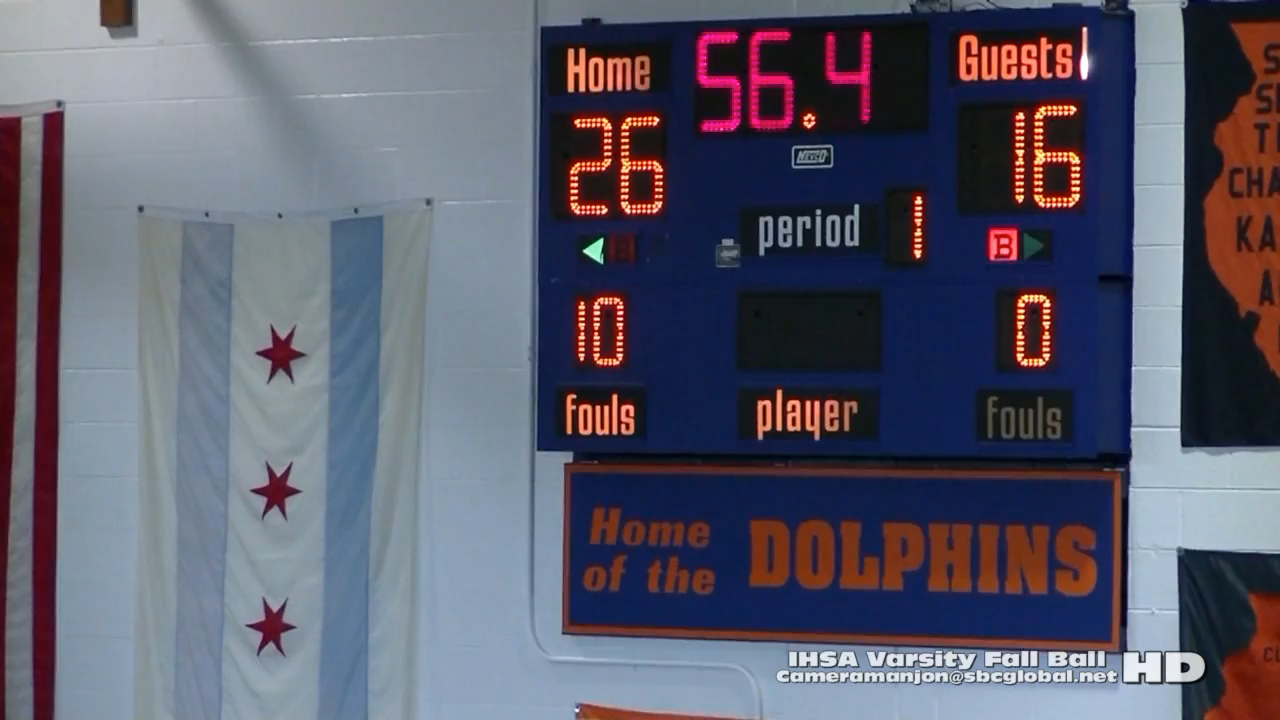 Home 56.4 Guests
26 16
NEVCO
period 1
B B
10 0
fouls player fouls
Home
of the DOLPHINS
IHSA Varsity Fall Ball HD
Cameramanjon@sbcglobal.net